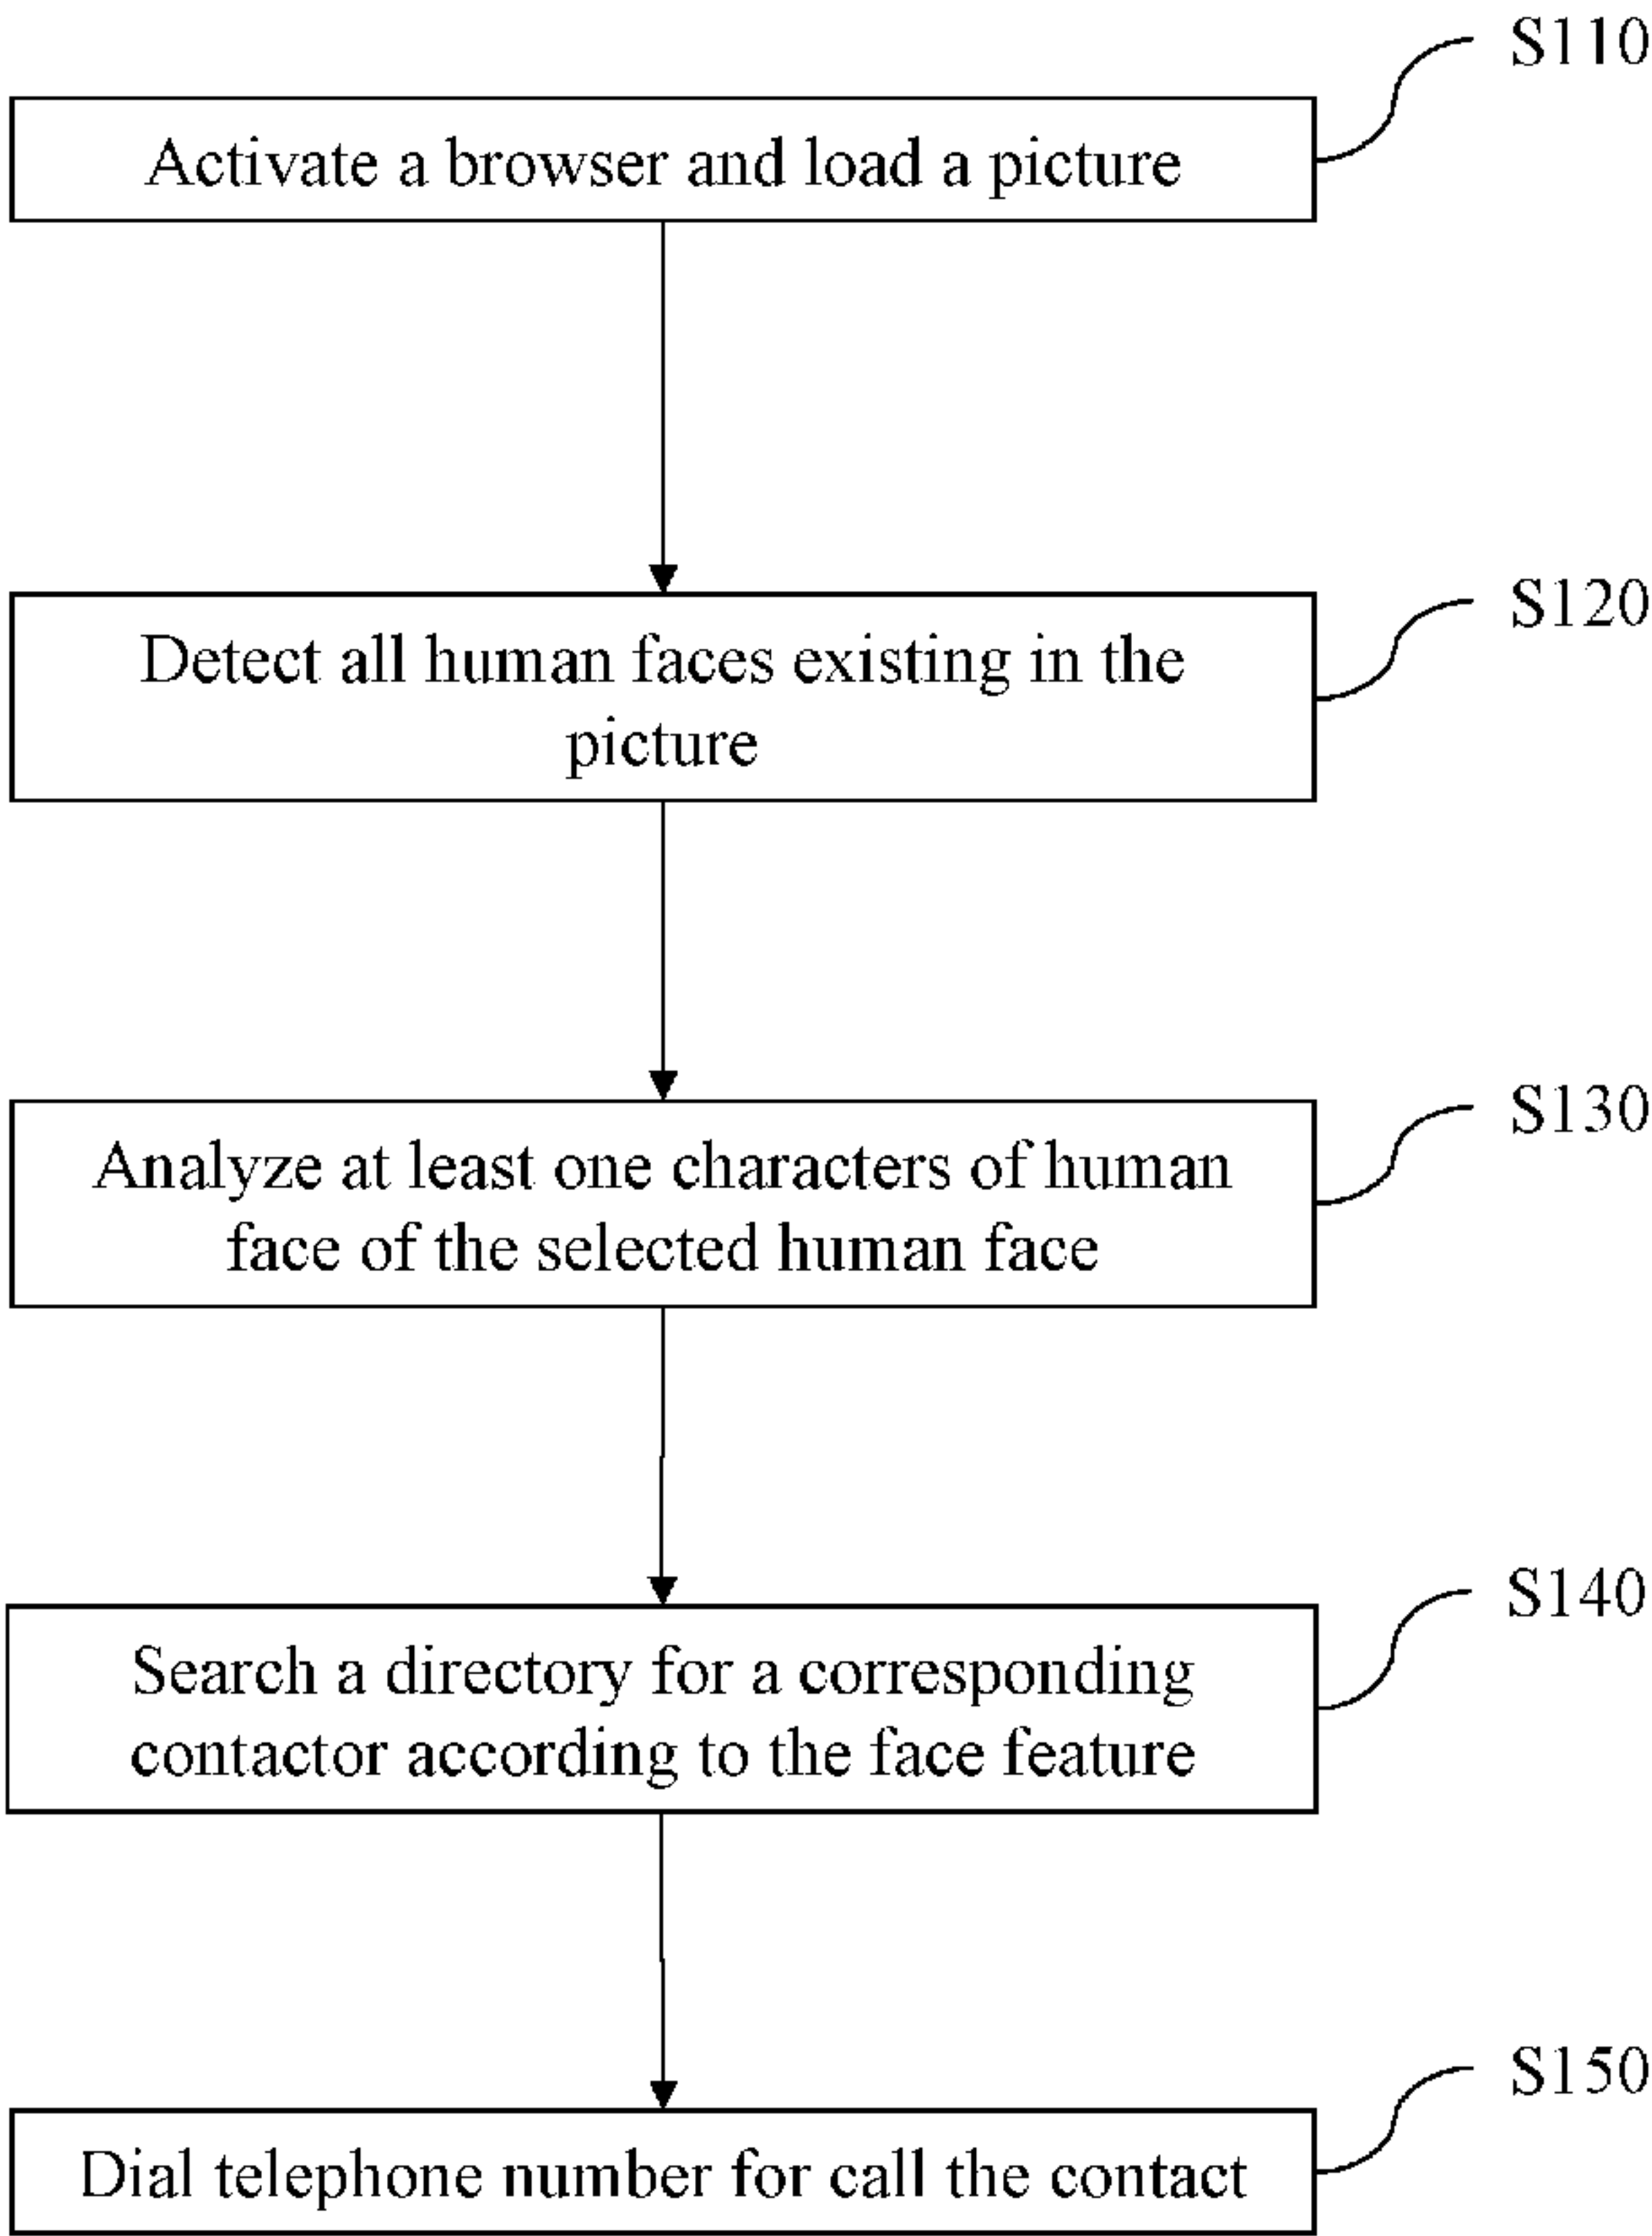 S110
Activate a browser and load a picture
S120
Detect all human faces existing in the
picture
S130
Analyze at least one characters of human
face of the selected human face
S140
Search a directory for a corresponding
contactor according to the face feature
S150
Dial telephone number for call the contact